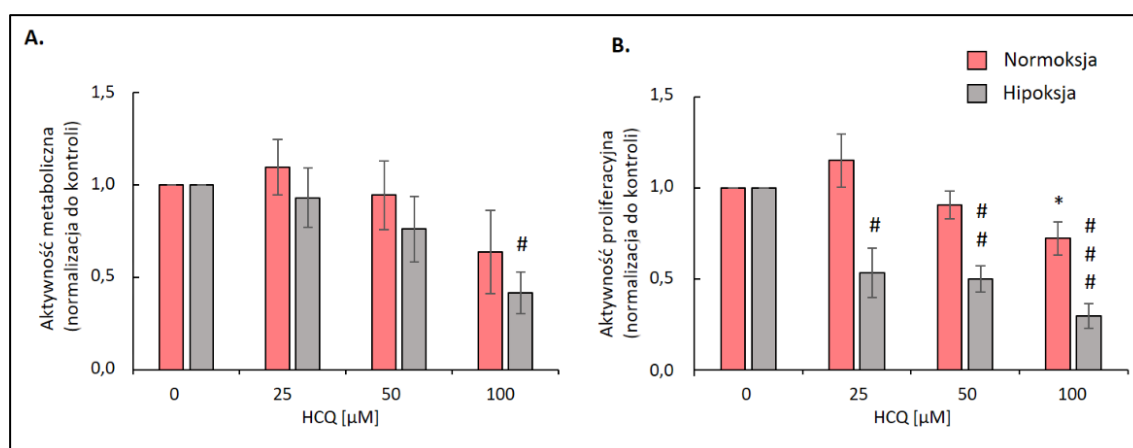 A.
Aktywność metaboliczna
(normalizacja do kontroli)
1,5
1,0
0,5
0,0
#
0
25
50
100
HCQ [µM]
B.
Normoksja
Hipoksja
Aktywność proliferacyjna
(normalizacja do kontroli)
1,5
1,0
0,5
0,0
#
#
#
*
#
#
#
0
25
50
100
HCQ [µM]